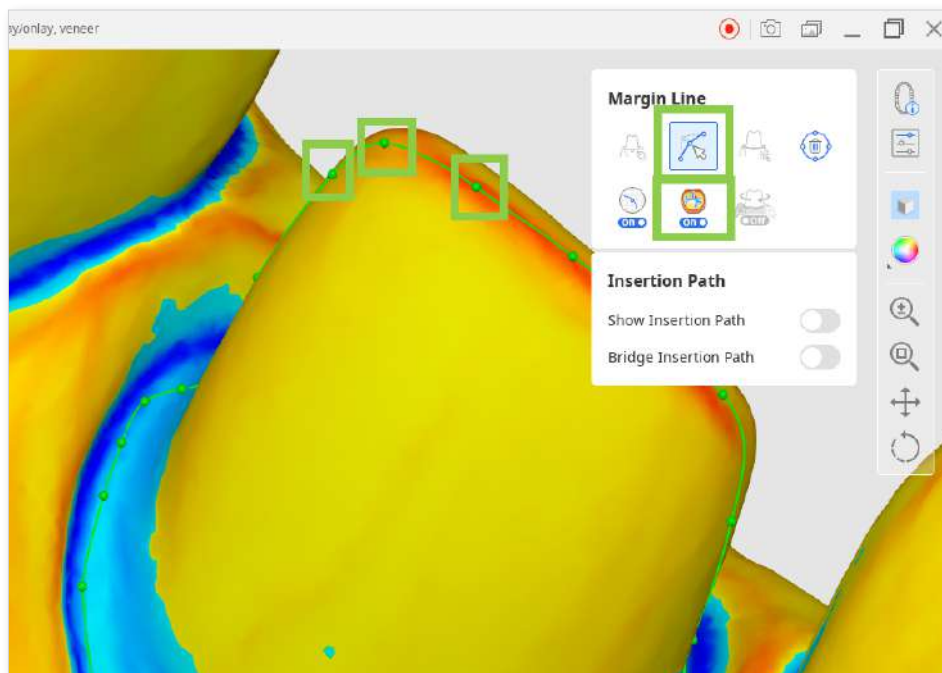 ay/onlay, veneer
Margin Line
ON
ON
OFF
Insertion Path
Show Insertion Path
Bridge Insertion Path